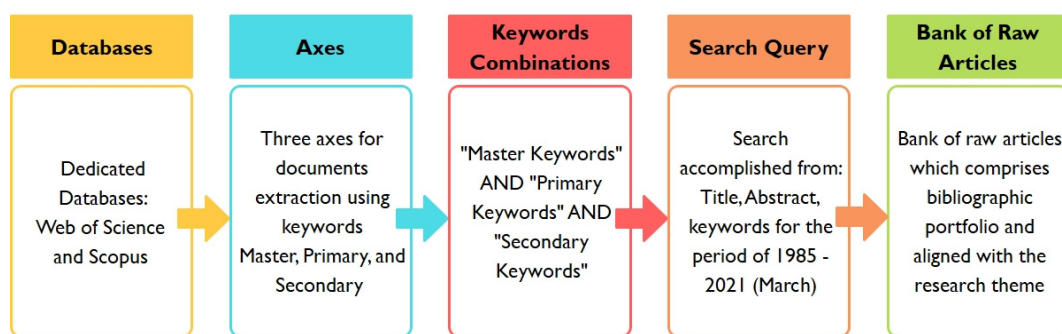 Databases
Dedicated
Databases:
Web of Science
and Scopus
Axes
Three axes for
documents
extraction using
keywords
Master, Primary, and
Secondary
Keywords
Combinations
"Master Keywords"
AND "Primary
Keywords" AND
"Secondary
Keywords"
Search Query
Search
accomplished from:
Title, Abstract,
keywords for the
period of 1985 -
2021 (March)
Bank of Raw
Articles
Bank of raw articles
which comprises
bibliographic
portfolio and
aligned with the
research theme